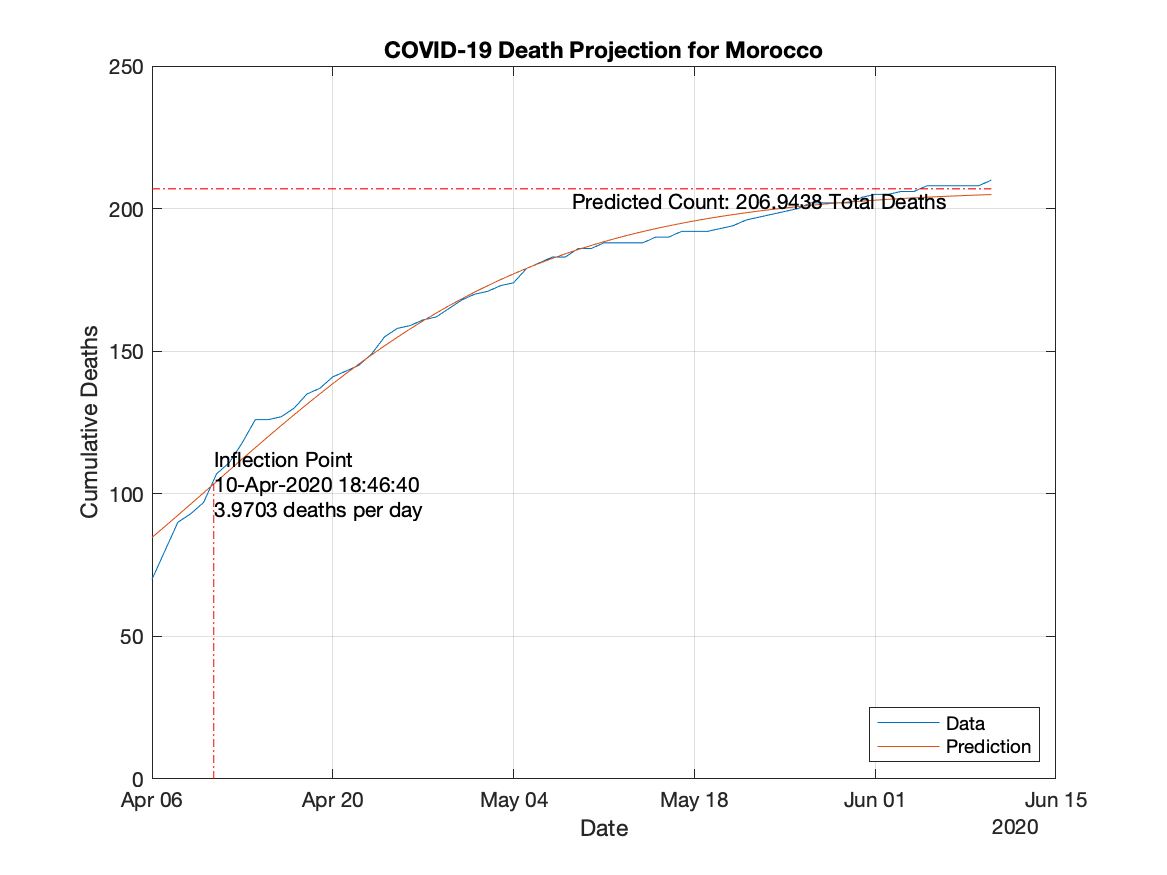 COVID-19 Death Projection for Morocco
250
200
150
100
50
0
Cumulative Deaths
Predicted Count: 206.9438 Total Deaths
Inflection Point
10-Apr-2020 18:46:40
3.9703 deaths per day
Data
Prediction
Apr 06 Apr 20 May 04 May 18 Jun 01 Jun 15
Date
2020